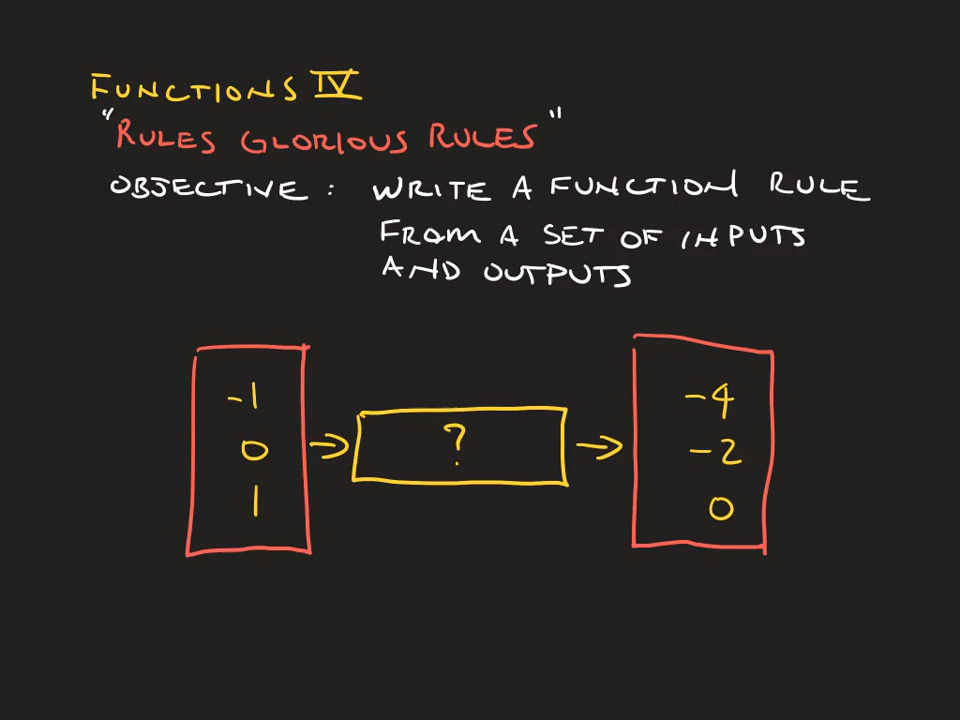 FUNCTIONS IV
"RULES GLORIOUS RULES"
OBJECTIVE: WRITE A FUNCTION RULE
FROM A SET OF INPUTS
AND OUTPUTS
-1 -4
0 → ? → -2
1 0